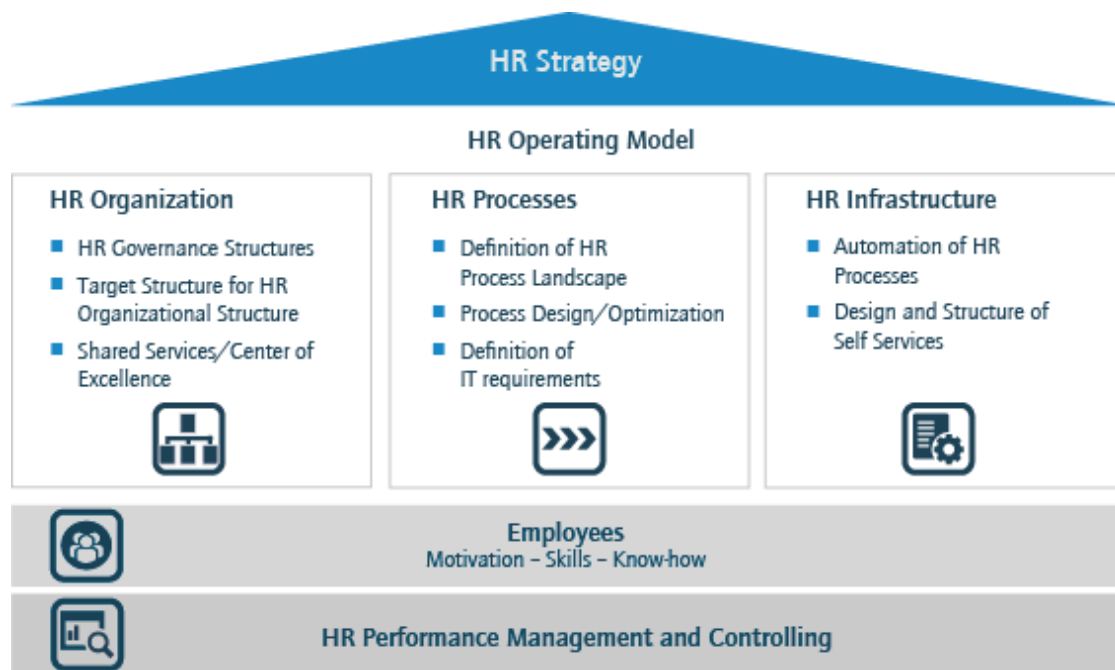 HR Strategy
HR Operating Model
HR Organization
HR Governance Structures
Target Structure for HR
Organizational Structure
Shared Services/Center of
Excellence
HR Processes
Definition of HR
Process Landscape
Process Design/Optimization
Definition of
IT requirements
HR Infrastructure
Automation of HR
Processes
Design and Structure of
Self Services
Employees
Motivation – Skills – Know-how
HR Performance Management and Controlling